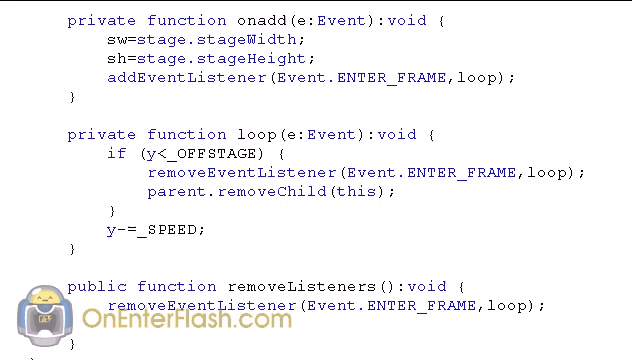 private function onadd(e:Event):void {
sw=stage.stageWidth;
sh=stage.stageHeight;
addEventListener(Event.ENTER_FRAME,loop);
}
private function loop(e:Event):void {
if (y<_OFFSTAGE) {
removeEventListener(Event.ENTER_FRAME,loop);
parent.removeChild(this);
}
y-=_SPEED;
}
public function removeListeners():void {
removeEventListener(Event.ENTER_FRAME,loop);
OnEnterFlash.com
}